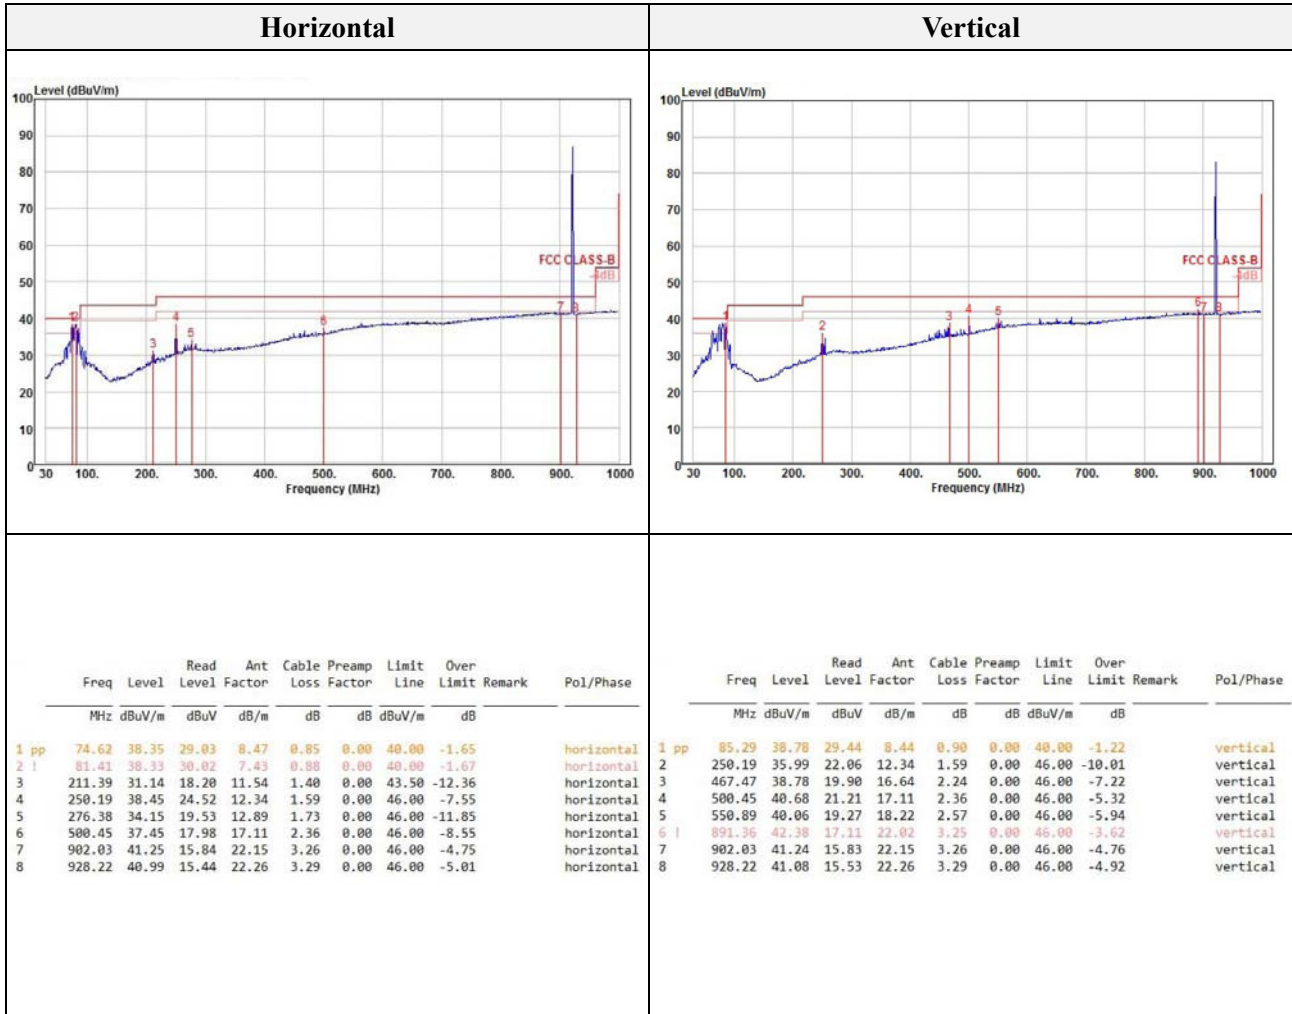 Horizontal
Vertical
Level (dBuV/m)
100
90
80
70
60
50
40
30
20
10
0
FCC CLASS-B
-4dB
1 2 3 4 5 6 7 8
30 100. 200. 300. 400. 500. 600. 700. 800. 900. 1000
Frequency (MHz)
Level (dBuV/m)
100
90
80
70
60
50
40
30
20
10
0
FCC CLASS-B
-4dB
1 2 3 4 5 6 7 8
30 100. 200. 300. 400. 500. 600. 700. 800. 900. 1000
Frequency (MHz)
Read Ant Cable Preamp Limit Over
Freq Level Level Factor Loss Factor Line Limit Remark Pol/Phase
MHz dBuV/m dBuV dB/m dB dB dBuV/m dB
1 pp 74.62 38.35 29.03 8.47 0.85 0.00 40.00 -1.65 horizontal
2 ! 81.41 38.33 30.02 7.43 0.88 0.00 40.00 -1.67 horizontal
3 211.39 31.14 18.20 11.54 1.40 0.00 43.50 -12.36 horizontal
4 250.19 38.45 24.52 12.34 1.59 0.00 46.00 -7.55 horizontal
5 276.38 34.15 19.53 12.89 1.73 0.00 46.00 -11.85 horizontal
6 500.45 37.45 17.98 17.11 2.36 0.00 46.00 -8.55 horizontal
7 902.03 41.25 15.84 22.15 3.26 0.00 46.00 -4.75 horizontal
8 928.22 40.99 15.44 22.26 3.29 0.00 46.00 -5.01 horizontal
Read Ant Cable Preamp Limit Over
Freq Level Level Factor Loss Factor Line Limit Remark Pol/Phase
MHz dBuV/m dBuV dB/m dB dB dBuV/m dB
1 pp 85.29 38.78 29.44 8.44 0.90 0.00 40.00 -1.22 vertical
2 250.19 35.99 22.06 12.34 1.59 0.00 46.00 -10.01 vertical
3 467.47 38.78 19.90 16.64 2.24 0.00 46.00 -7.22 vertical
4 500.45 40.68 21.21 17.11 2.36 0.00 46.00 -5.32 vertical
5 550.89 40.06 19.27 18.22 2.57 0.00 46.00 -5.94 vertical
6 ! 891.36 42.38 17.11 22.02 3.25 0.00 46.00 -3.62 vertical
7 902.03 41.24 15.83 22.15 3.26 0.00 46.00 -4.76 vertical
8 928.22 41.08 15.53 22.26 3.29 0.00 46.00 -4.92 vertical